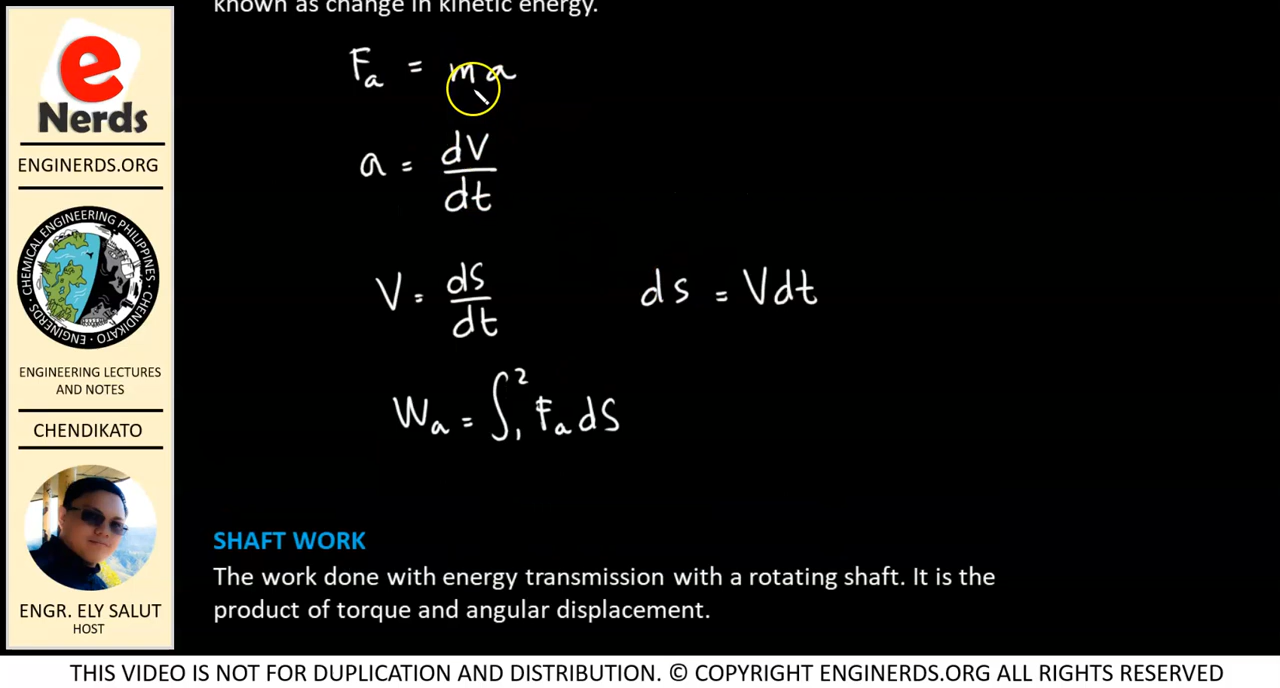 known as change in kinetic energy.
Fₐ = ma
a = dV/dt
V = ds/dt ds = Vdt
Wₐ = ∫₁² Fₐ dS
SHAFT WORK
The work done with energy transmission with a rotating shaft. It is the
product of torque and angular displacement.
e
Nerds
ENGINERDS.ORG
CHEMICAL ENGINEERING PHILIPPINES
· CHENDIKATO · ENGINERDS ·
ENGINEERING LECTURES
AND NOTES
CHENDIKATO
ENGR. ELY SALUT
HOST
THIS VIDEO IS NOT FOR DUPLICATION AND DISTRIBUTION. © COPYRIGHT ENGINERDS.ORG ALL RIGHTS RESERVED